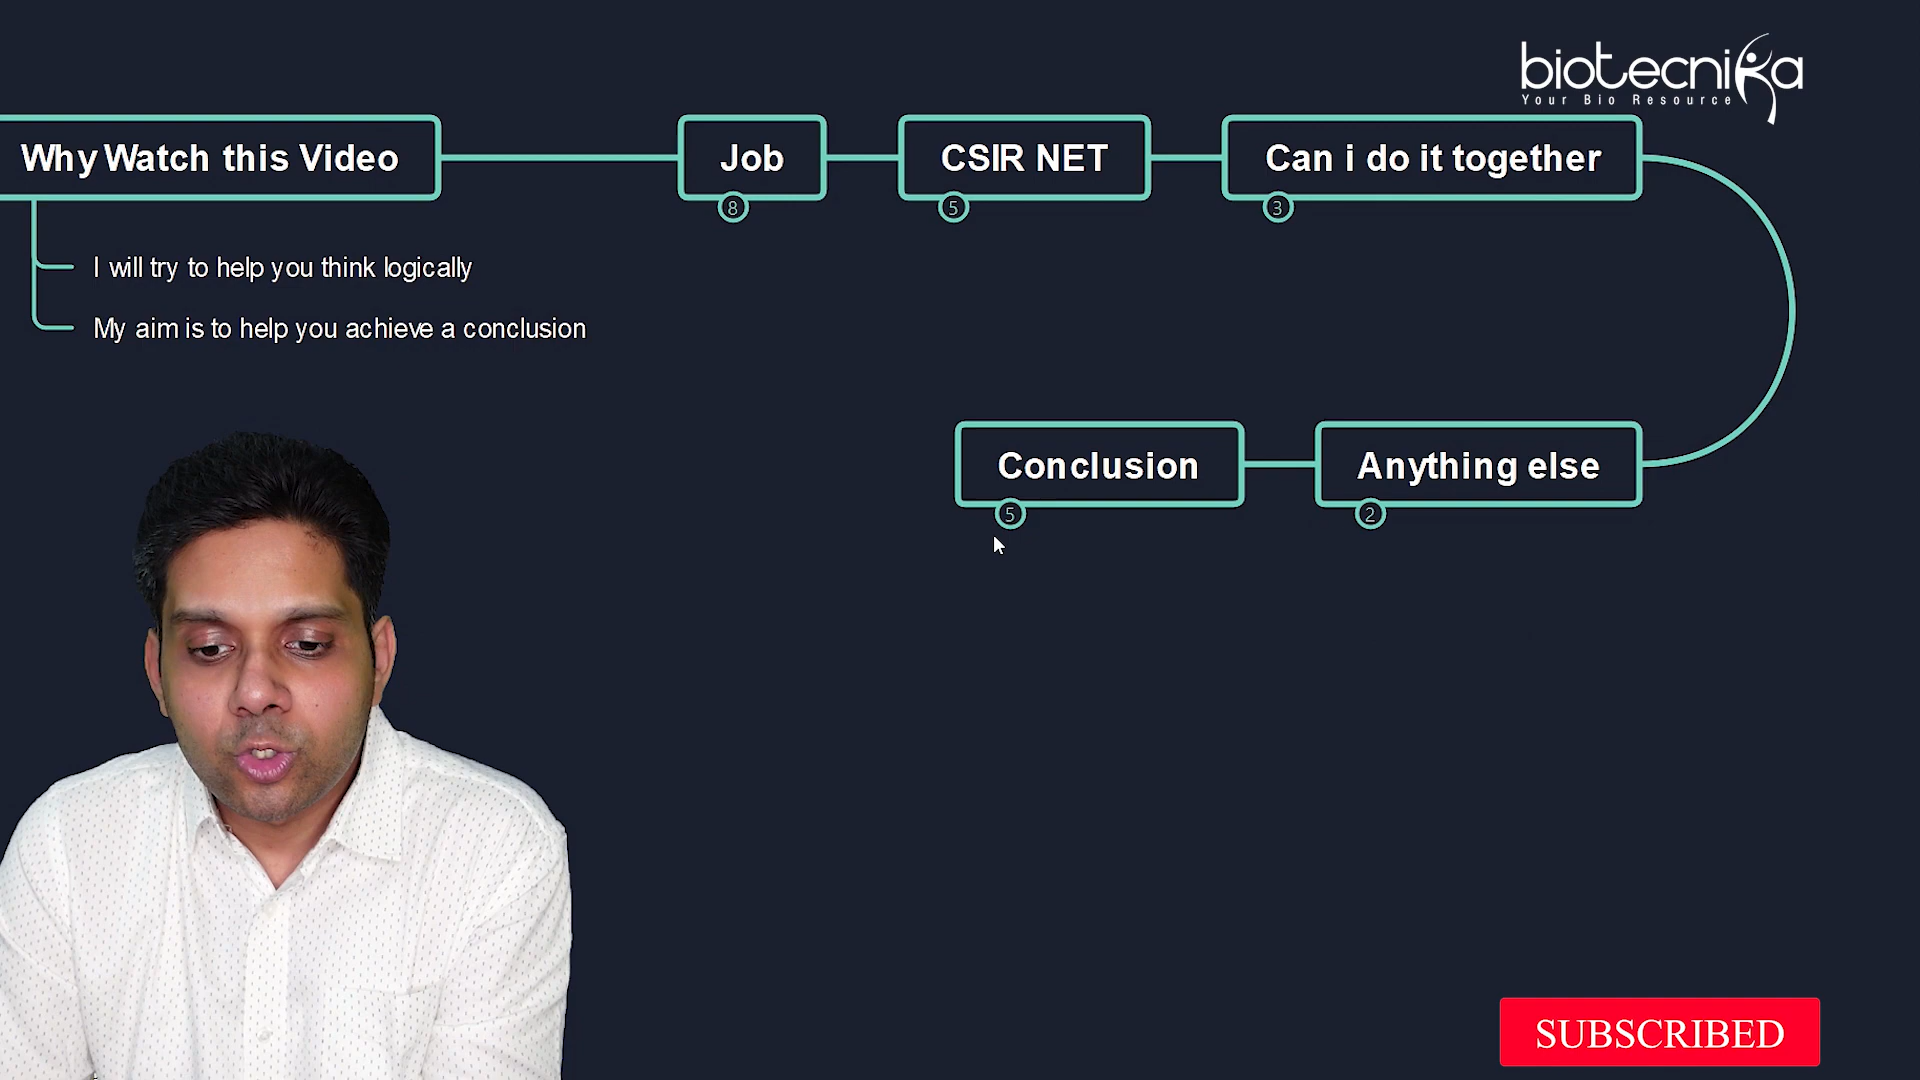 biotecnika
Your Bio Resource
Why Watch this Video
Job
CSIR NET
Can i do it together
8
5
3
I will try to help you think logically
My aim is to help you achieve a conclusion
Conclusion
Anything else
5
2
SUBSCRIBED